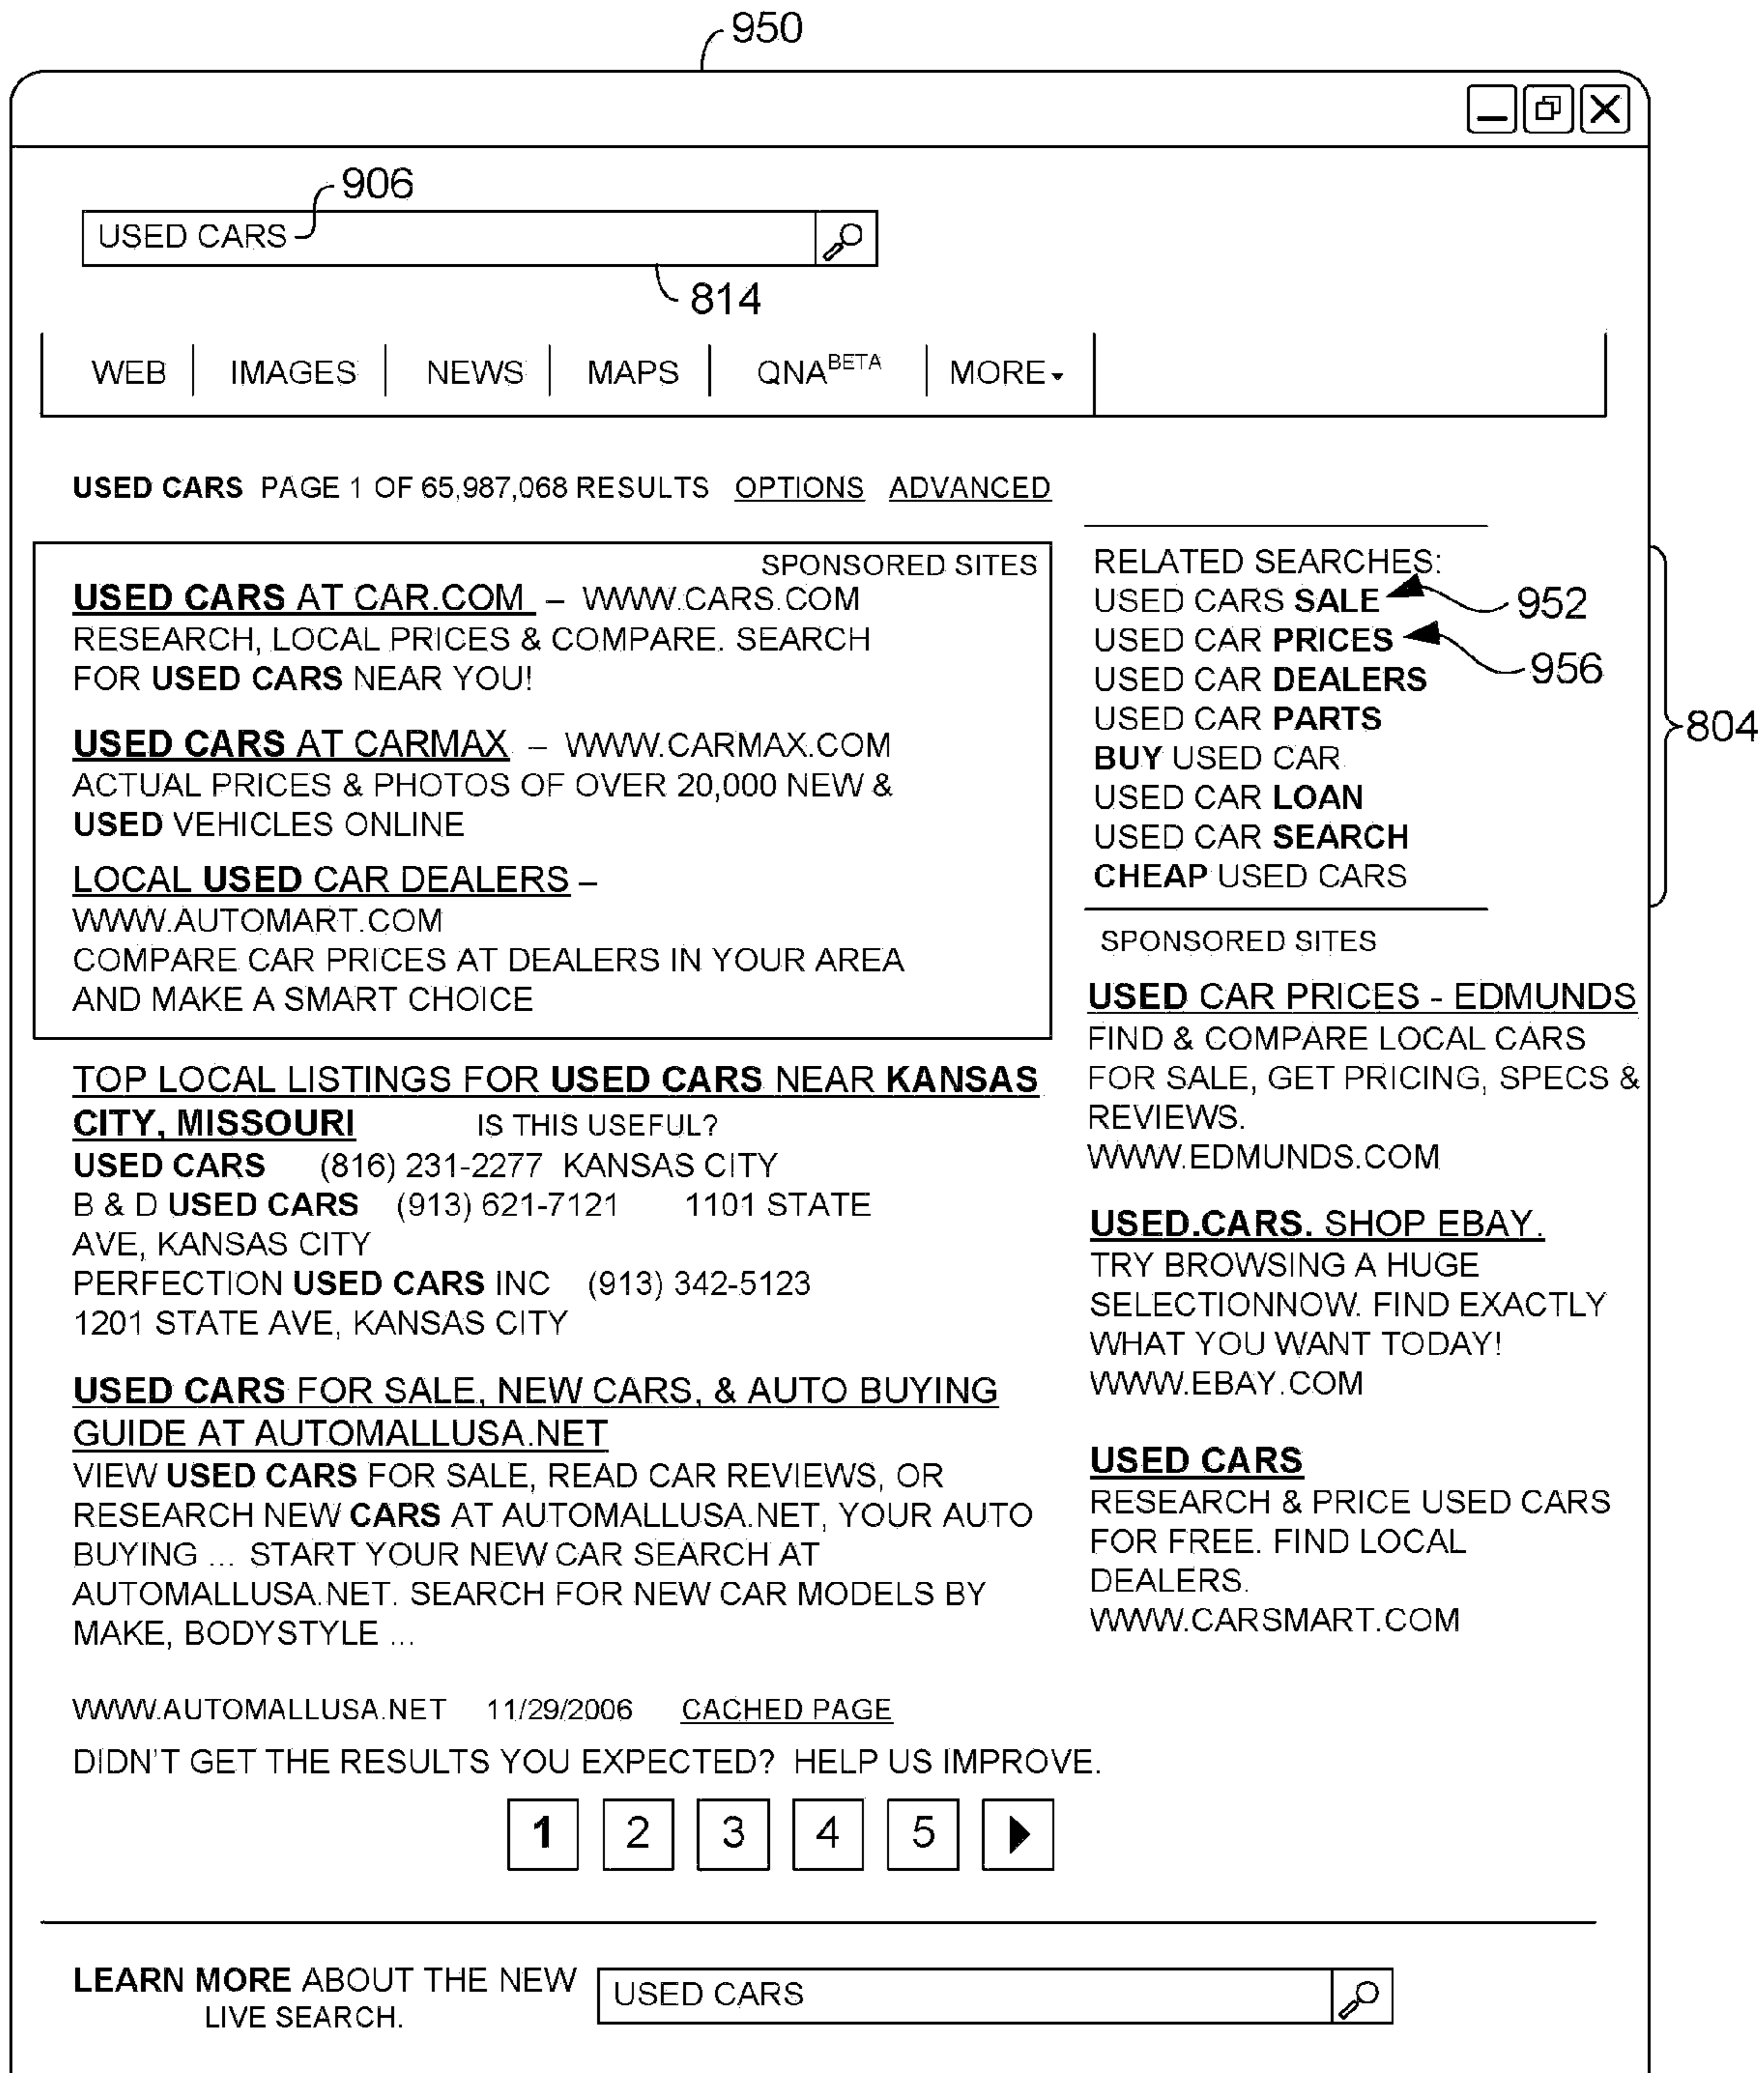 950
906
USED CARS
814
WEB IMAGES NEWS MAPS QNABETA MORE
USED CARS PAGE 1 OF 65,987,068 RESULTS OPTIONS ADVANCED
SPONSORED SITES
USED CARS AT CAR.COM – WWW.CARS.COM
RESEARCH, LOCAL PRICES & COMPARE. SEARCH
FOR USED CARS NEAR YOU!
USED CARS AT CARMAX – WWW.CARMAX.COM
ACTUAL PRICES & PHOTOS OF OVER 20,000 NEW &
USED VEHICLES ONLINE
LOCAL USED CAR DEALERS –
WWW.AUTOMART.COM
COMPARE CAR PRICES AT DEALERS IN YOUR AREA
AND MAKE A SMART CHOICE
TOP LOCAL LISTINGS FOR USED CARS NEAR KANSAS
CITY, MISSOURI IS THIS USEFUL?
USED CARS (816) 231-2277 KANSAS CITY
B & D USED CARS (913) 621-7121 1101 STATE
AVE, KANSAS CITY
PERFECTION USED CARS INC (913) 342-5123
1201 STATE AVE, KANSAS CITY
USED CARS FOR SALE, NEW CARS, & AUTO BUYING
GUIDE AT AUTOMALLUSA.NET
VIEW USED CARS FOR SALE, READ CAR REVIEWS, OR
RESEARCH NEW CARS AT AUTOMALLUSA.NET, YOUR AUTO
BUYING ... START YOUR NEW CAR SEARCH AT
AUTOMALLUSA.NET. SEARCH FOR NEW CAR MODELS BY
MAKE, BODYSTYLE ...
WWW.AUTOMALLUSA.NET 11/29/2006 CACHED PAGE
DIDN'T GET THE RESULTS YOU EXPECTED? HELP US IMPROVE.
RELATED SEARCHES:
USED CARS SALE
952
USED CAR PRICES
956
USED CAR DEALERS
USED CAR PARTS
804
BUY USED CAR
USED CAR LOAN
USED CAR SEARCH
CHEAP USED CARS
SPONSORED SITES
USED CAR PRICES - EDMUNDS
FIND & COMPARE LOCAL CARS
FOR SALE, GET PRICING, SPECS &
REVIEWS.
WWW.EDMUNDS.COM
USED.CARS. SHOP EBAY.
TRY BROWSING A HUGE
SELECTIONNOW. FIND EXACTLY
WHAT YOU WANT TODAY!
WWW.EBAY.COM
USED CARS
RESEARCH & PRICE USED CARS
FOR FREE. FIND LOCAL
DEALERS.
WWW.CARSMART.COM
1 2 3 4 5
LEARN MORE ABOUT THE NEW
LIVE SEARCH.
USED CARS